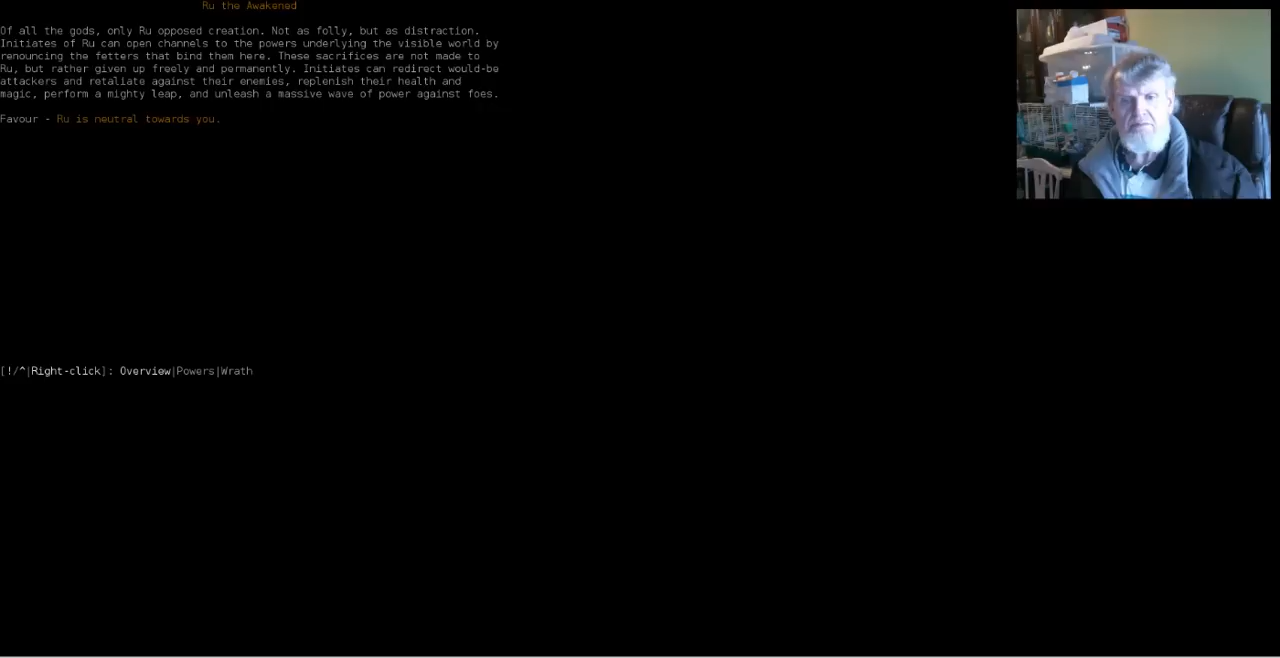 Ru the Awakened
Of all the gods, only Ru opposed creation. Not as folly, but as distraction.
Initiates of Ru can open channels to the powers underlying the visible world by
renouncing the fetters that bind them here. These sacrifices are not made to
Ru, but rather given up freely and permanently. Initiates can redirect would-be
attackers and retaliate against their enemies, replenish their health and
magic, perform a mighty leap, and unleash a massive wave of power against foes.
Favour - Ru is neutral towards you.
[!/^|Right-click]: Overview|Powers|Wrath